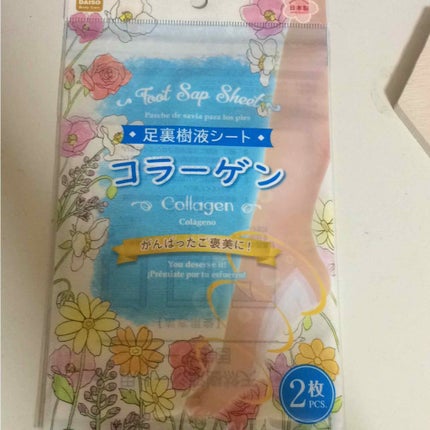 DAISO
日本製
Foot Sap Sheet
Parche de savia para los pies
足裏樹液シート
コラーゲン
Collagen
Colágeno
がんばったご褒美に!
You deserve it!
¡Prémiate por tu esfuerzo!
2枚
PCS.